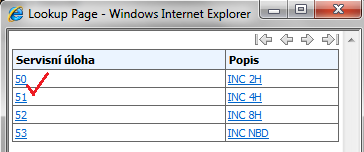 Lookup Page - Windows Internet Explorer
Servisní úloha Popis
50 INC 2H
51 INC 4H
52 INC 8H
53 INC NBD